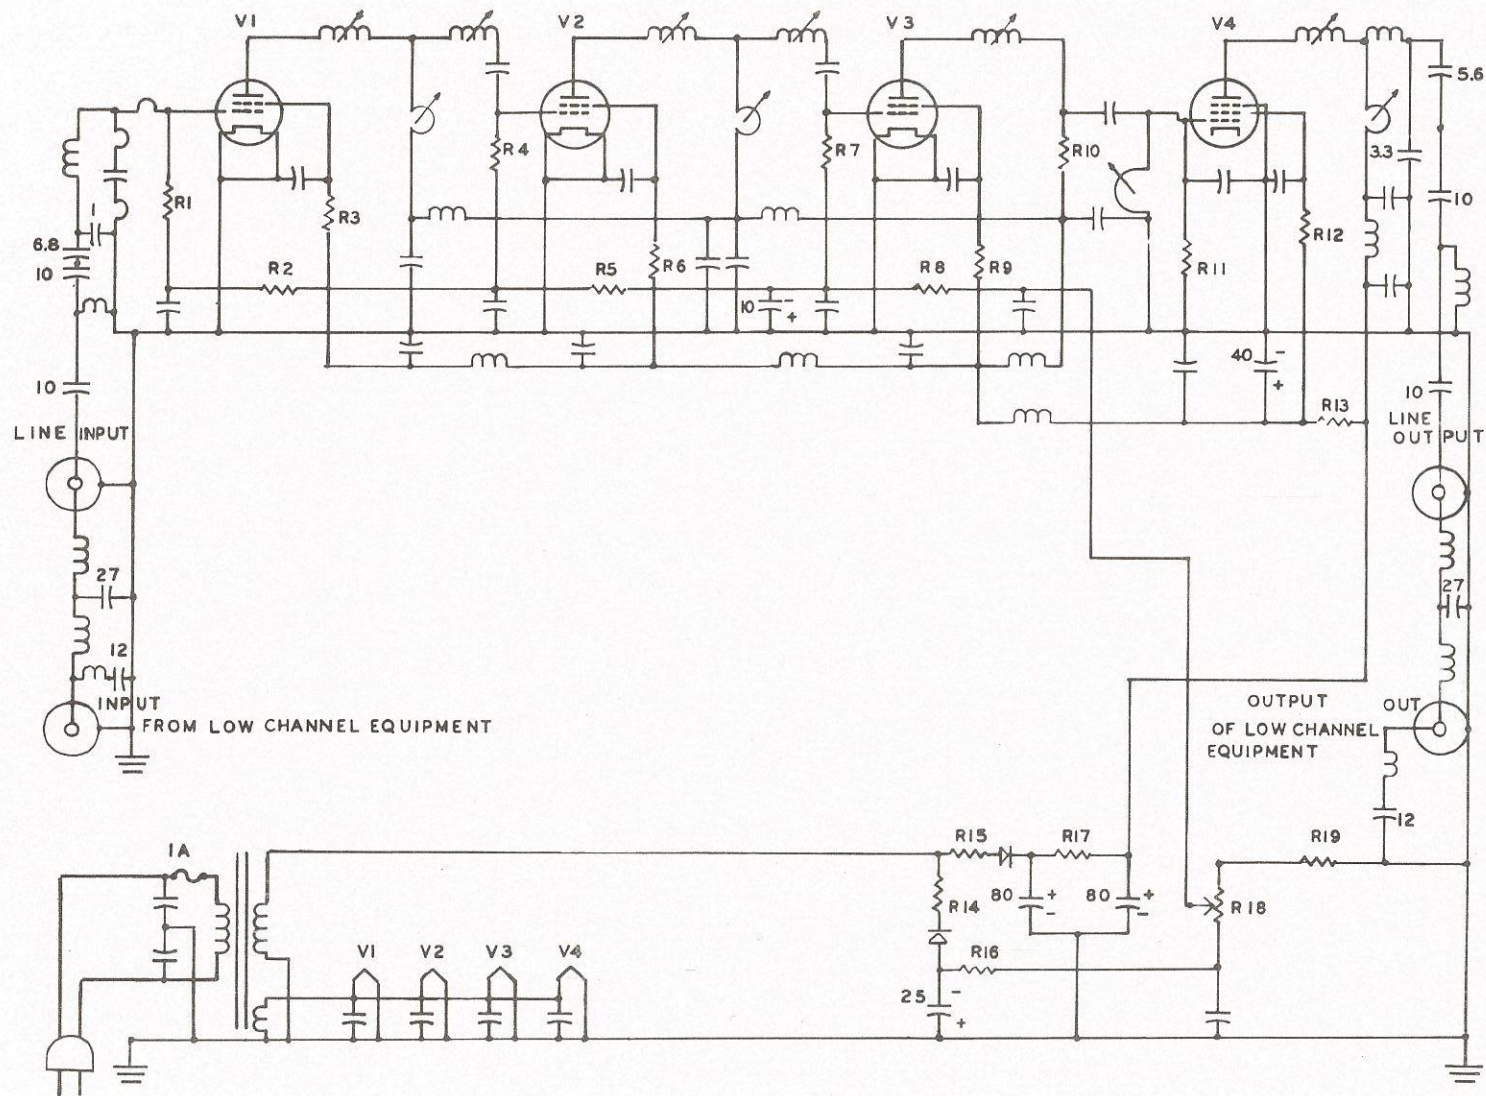 V1
V2
V3
V4
5.6
R4
R7
R10
3.3
R1
R3
1
10
R12
6.8
10
R2
R5
R6
R8
R9
R11
10
-
+
40
-
+
10
10
R13
LINE INPUT
LINE
OUTPUT
27
27
12
INPUT
FROM LOW CHANNEL EQUIPMENT
OUTPUT
OUT
OF LOW CHANNEL
EQUIPMENT
12
1A
R15
R17
R19
R14
80
+
-
80
+
-
R18
V1
V2
V3
V4
R16
25
-
+